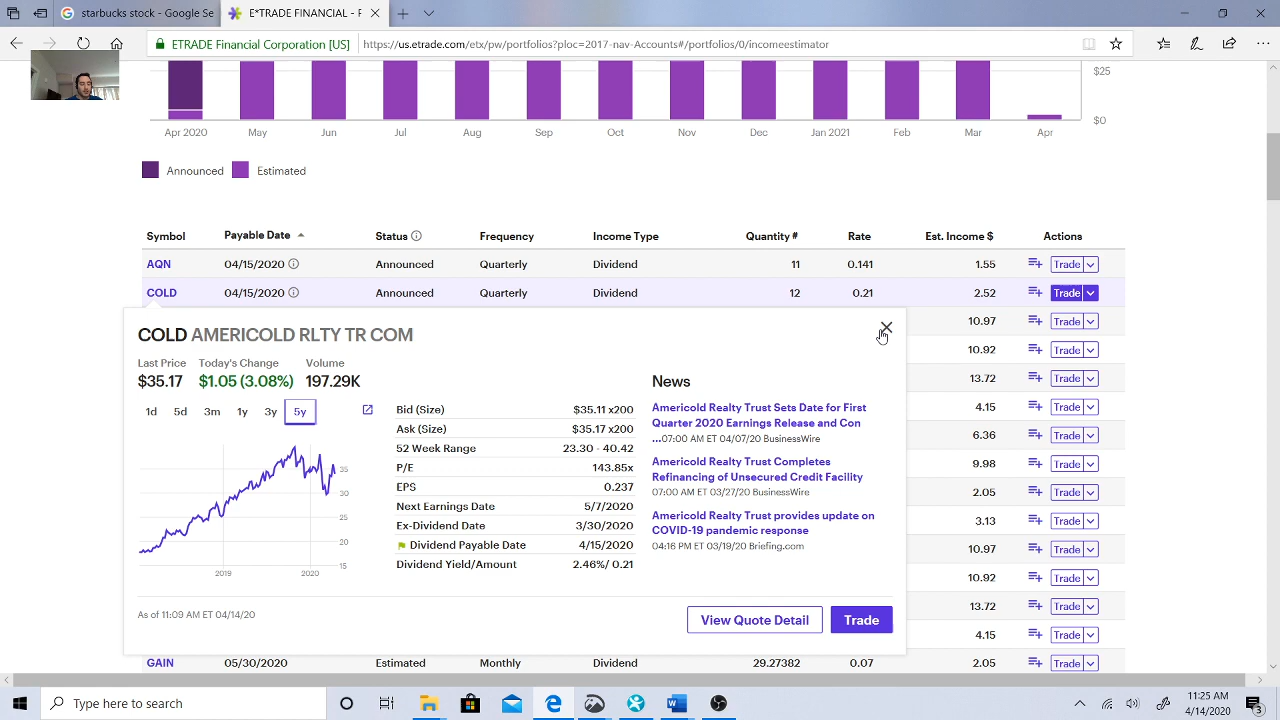 starbucks stock - Google Se
E*TRADE Financial - P
ETRADE Financial Corporation [US]
https://us.etrade.com/etx/pw/portfolios?ploc=2017-nav-Accounts#/portfolios/0/incomeestimator
$25
$0
Apr 2020 May Jun Jul Aug Sep Oct Nov Dec Jan 2021 Feb Mar Apr
Announced Estimated
Symbol Payable Date Status Frequency Income Type Quantity # Rate Est. Income $ Actions
AQN 04/15/2020 Announced Quarterly Dividend 11 0.141 1.55 Trade
COLD 04/15/2020 Announced Quarterly Dividend 12 0.21 2.52 Trade
10.97 Trade
10.92 Trade
13.72 Trade
4.15 Trade
6.36 Trade
9.98 Trade
2.05 Trade
3.13 Trade
10.97 Trade
10.92 Trade
13.72 Trade
4.15 Trade
COLD AMERICOLD RLTY TR COM
Last Price Today's Change Volume
$35.17 $1.05 (3.08%) 197.29K
1d 5d 3m 1y 3y 5y
35
30
25
20
15
2019 2020
Bid (Size) $35.11 x200
Ask (Size) $35.17 x200
52 Week Range 23.30 - 40.42
P/E 143.85x
EPS 0.237
Next Earnings Date 5/7/2020
Ex-Dividend Date 3/30/2020
Dividend Payable Date 4/15/2020
Dividend Yield/Amount 2.46%/ 0.21
News
Americold Realty Trust Sets Date for First
Quarter 2020 Earnings Release and Con
...07:00 AM ET 04/07/20 BusinessWire
Americold Realty Trust Completes
Refinancing of Unsecured Credit Facility
07:00 AM ET 03/27/20 BusinessWire
Americold Realty Trust provides update on
COVID-19 pandemic response
04:16 PM ET 03/19/20 Briefing.com
As of 11:09 AM ET 04/14/20
View Quote Detail Trade
GAIN 05/30/2020 Estimated Monthly Dividend 29.27382 0.07 2.05 Trade
Type here to search
11:25 AM
4/14/2020
3